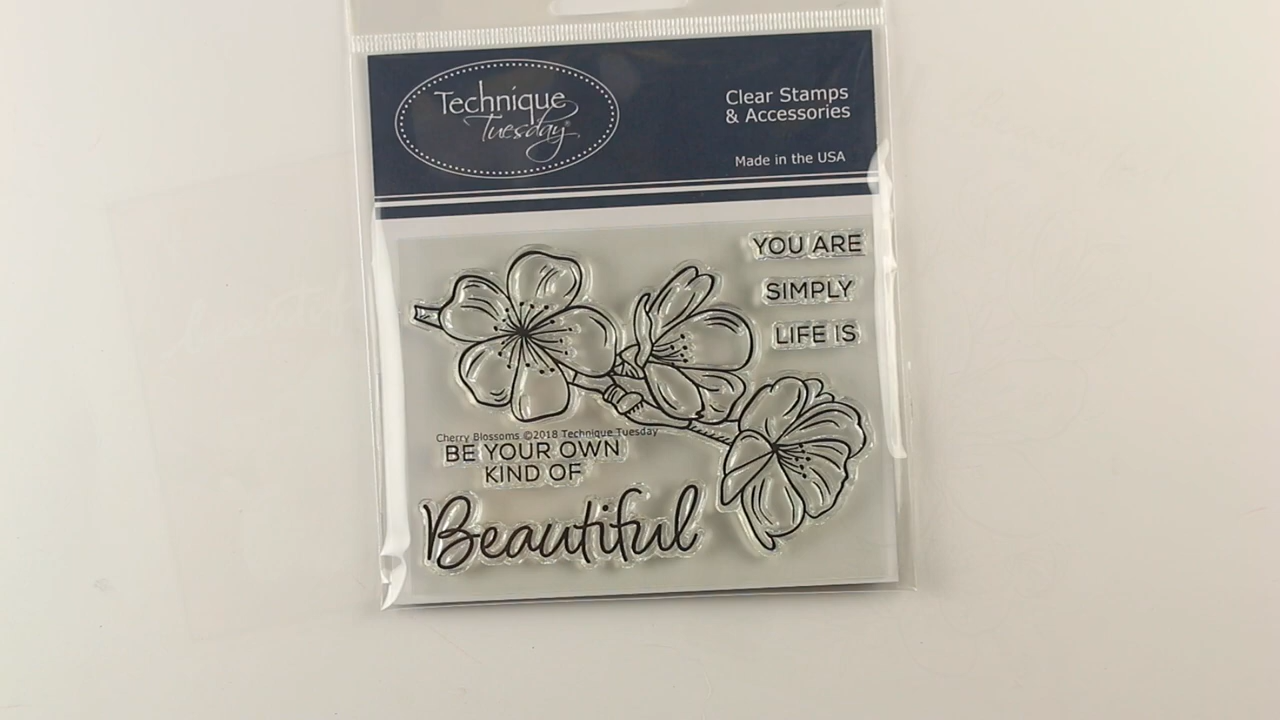 Technique
Tuesday®
Clear Stamps
& Accessories
Made in the USA
YOU ARE
SIMPLY
LIFE IS
Cherry Blossoms ©2018 Technique Tuesday
BE YOUR OWN
KIND OF
Beautiful